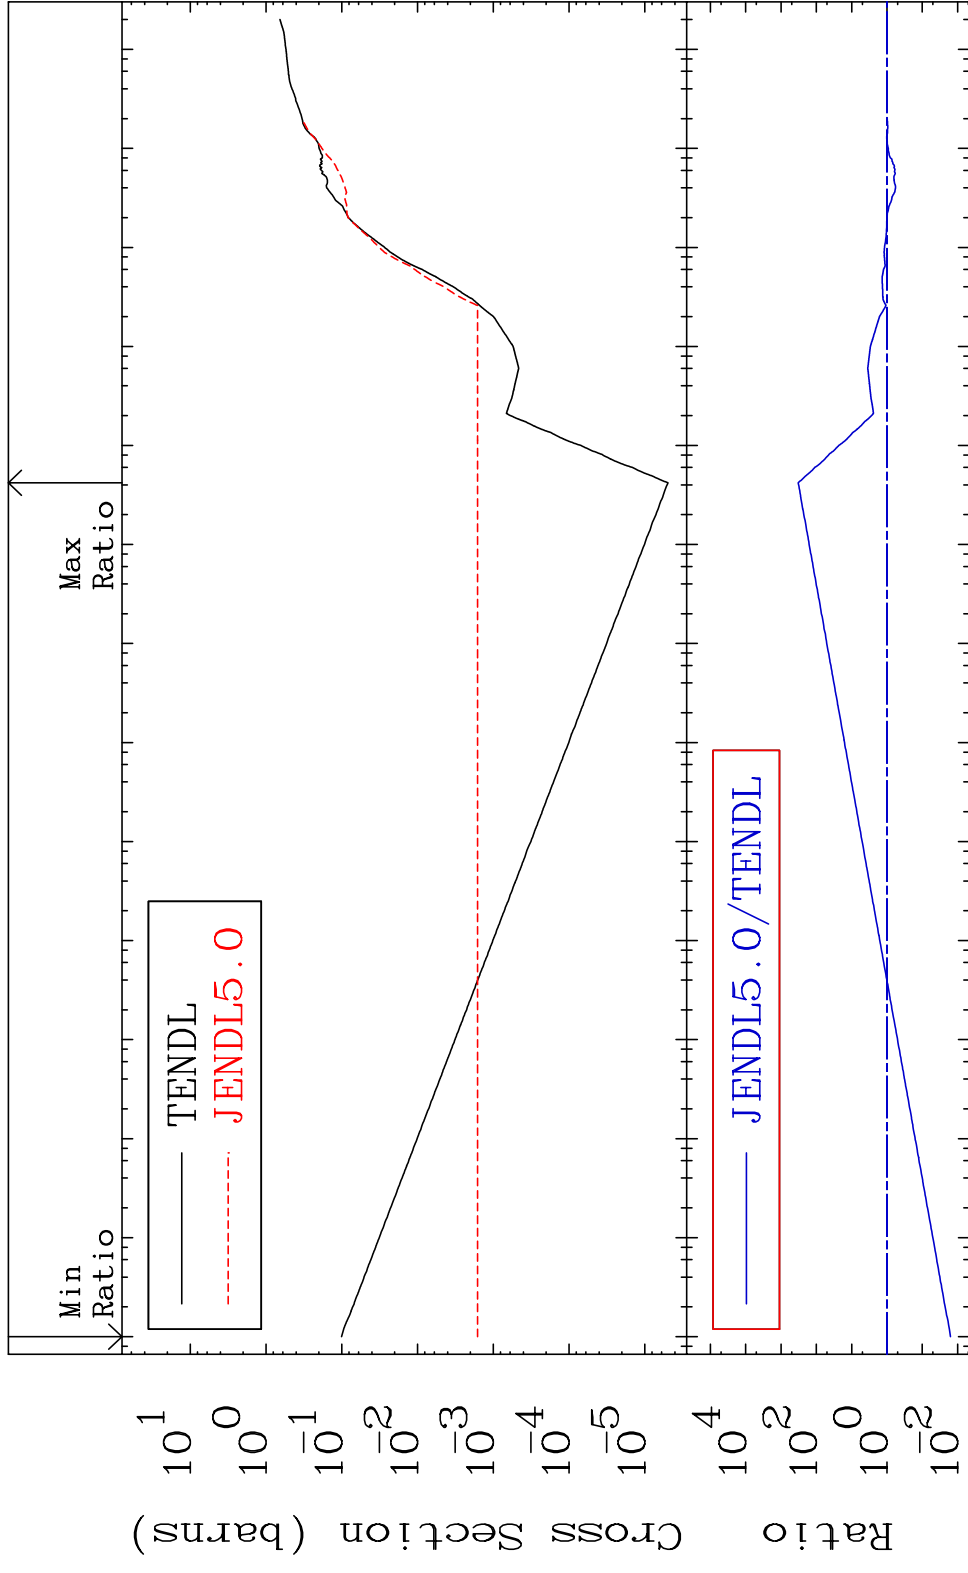 Min
Ratio
Max
Ratio
TENDL
JENDL5.0
JENDL5.0/TENDL
Cross Section (barns)
10^1
10^0
10^-1
10^-2
10^-3
10^-4
10^-5
Ratio
10^4
10^2
10^0
10^-2